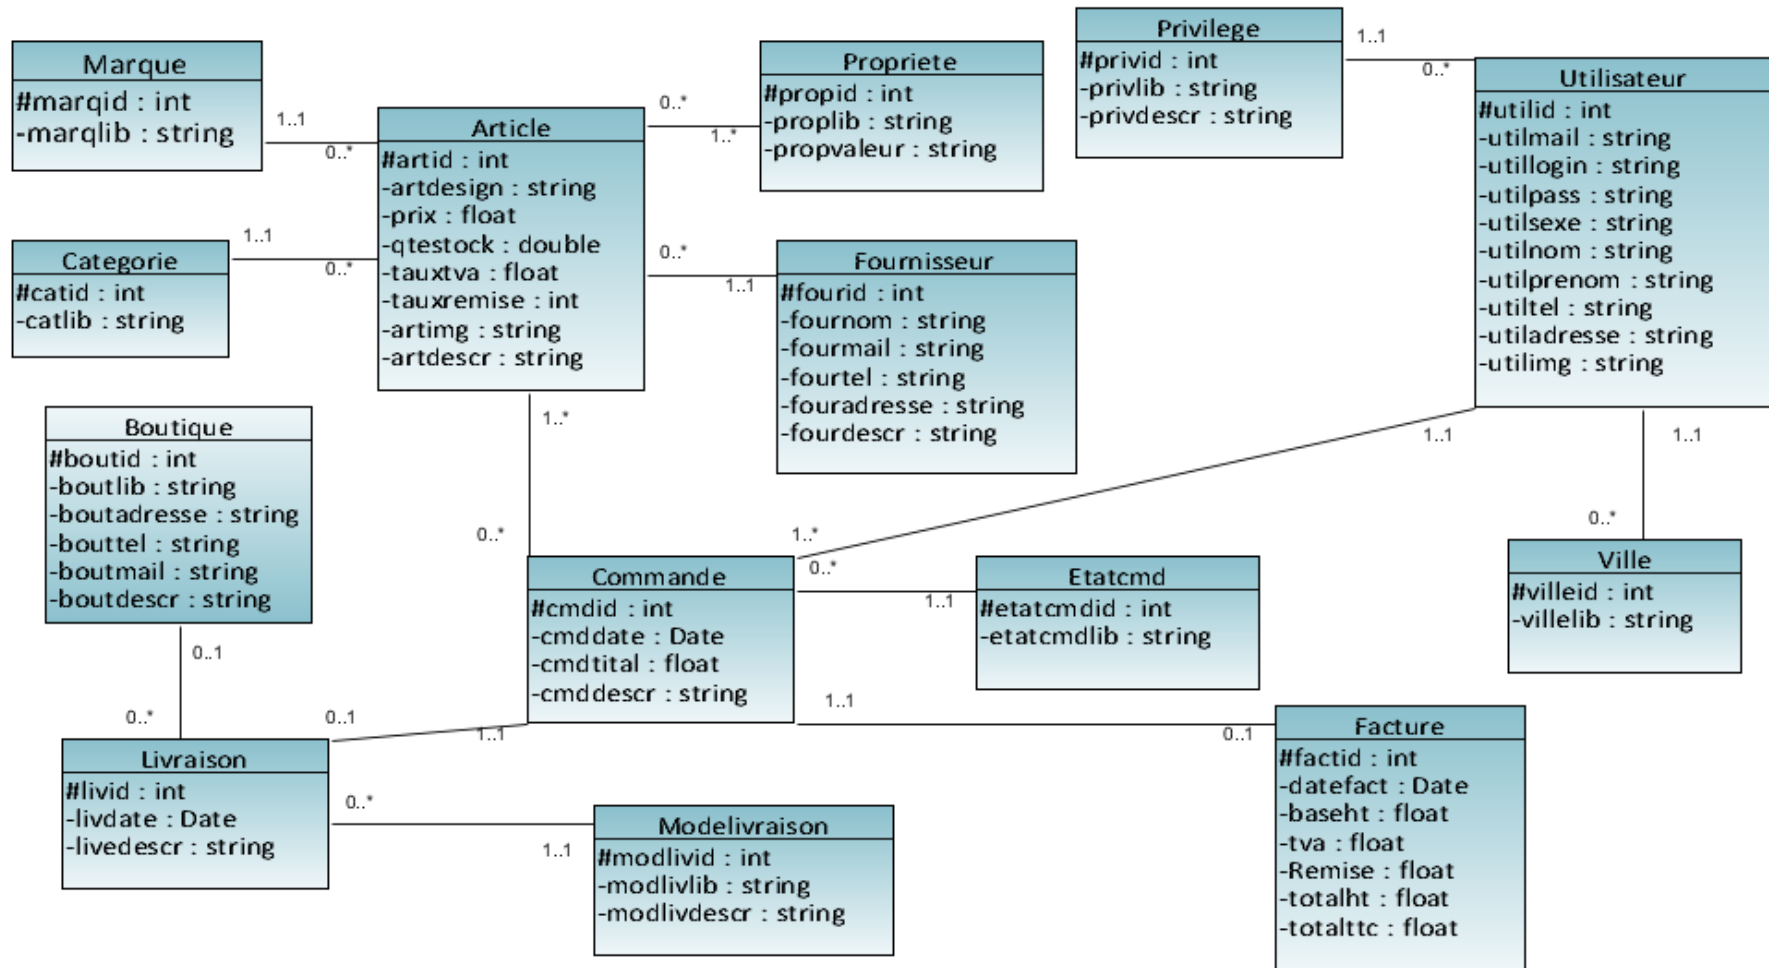 Marque
#marqid : int
-marqlib : string
1..1
0..*
Article
#artid : int
-artdesign : string
-prix : float
-qtestock : double
-tauxtva : float
-tauxremise : int
-artimg : string
-artdescr : string
0..*
1..*
Propriete
#propid : int
-proplib : string
-propvaleur : string
Privilege
#privid : int
-privlib : string
-privdescr : string
1..1
0..*
Utilisateur
#utilid : int
-utilmail : string
-utillogin : string
-utilpass : string
-utilsexe : string
-utilnom : string
-utilprenom : string
-utiltel : string
-utiladresse : string
-utilimg : string
Categorie
#catid : int
-catlib : string
1..1
0..*
0..*
1..1
Fournisseur
#fourid : int
-fournom : string
-fourmail : string
-fourtel : string
-fouradresse : string
-fourdescr : string
Boutique
#boutid : int
-boutlib : string
-boutadresse : string
-bouttel : string
-boutmail : string
-boutdescr : string
1..*
0..*
1..1
1..*
1..1
0..*
Ville
#villeid : int
-villelib : string
Commande
#cmdid : int
-cmddate : Date
-cmdtital : float
-cmddescr : string
0..*
1..1
Etatcmd
#etatcmdid : int
-etatcmdlib : string
0..1
0..*
0..1
1..1
1..1
0..1
Facture
#factid : int
-datefact : Date
-baseht : float
-tva : float
-Remise : float
-totalht : float
-totalttc : float
Livraison
#livid : int
-livdate : Date
-livedescr : string
0..*
1..1
Modelivraison
#modlivid : int
-modlivlib : string
-modlivdescr : string